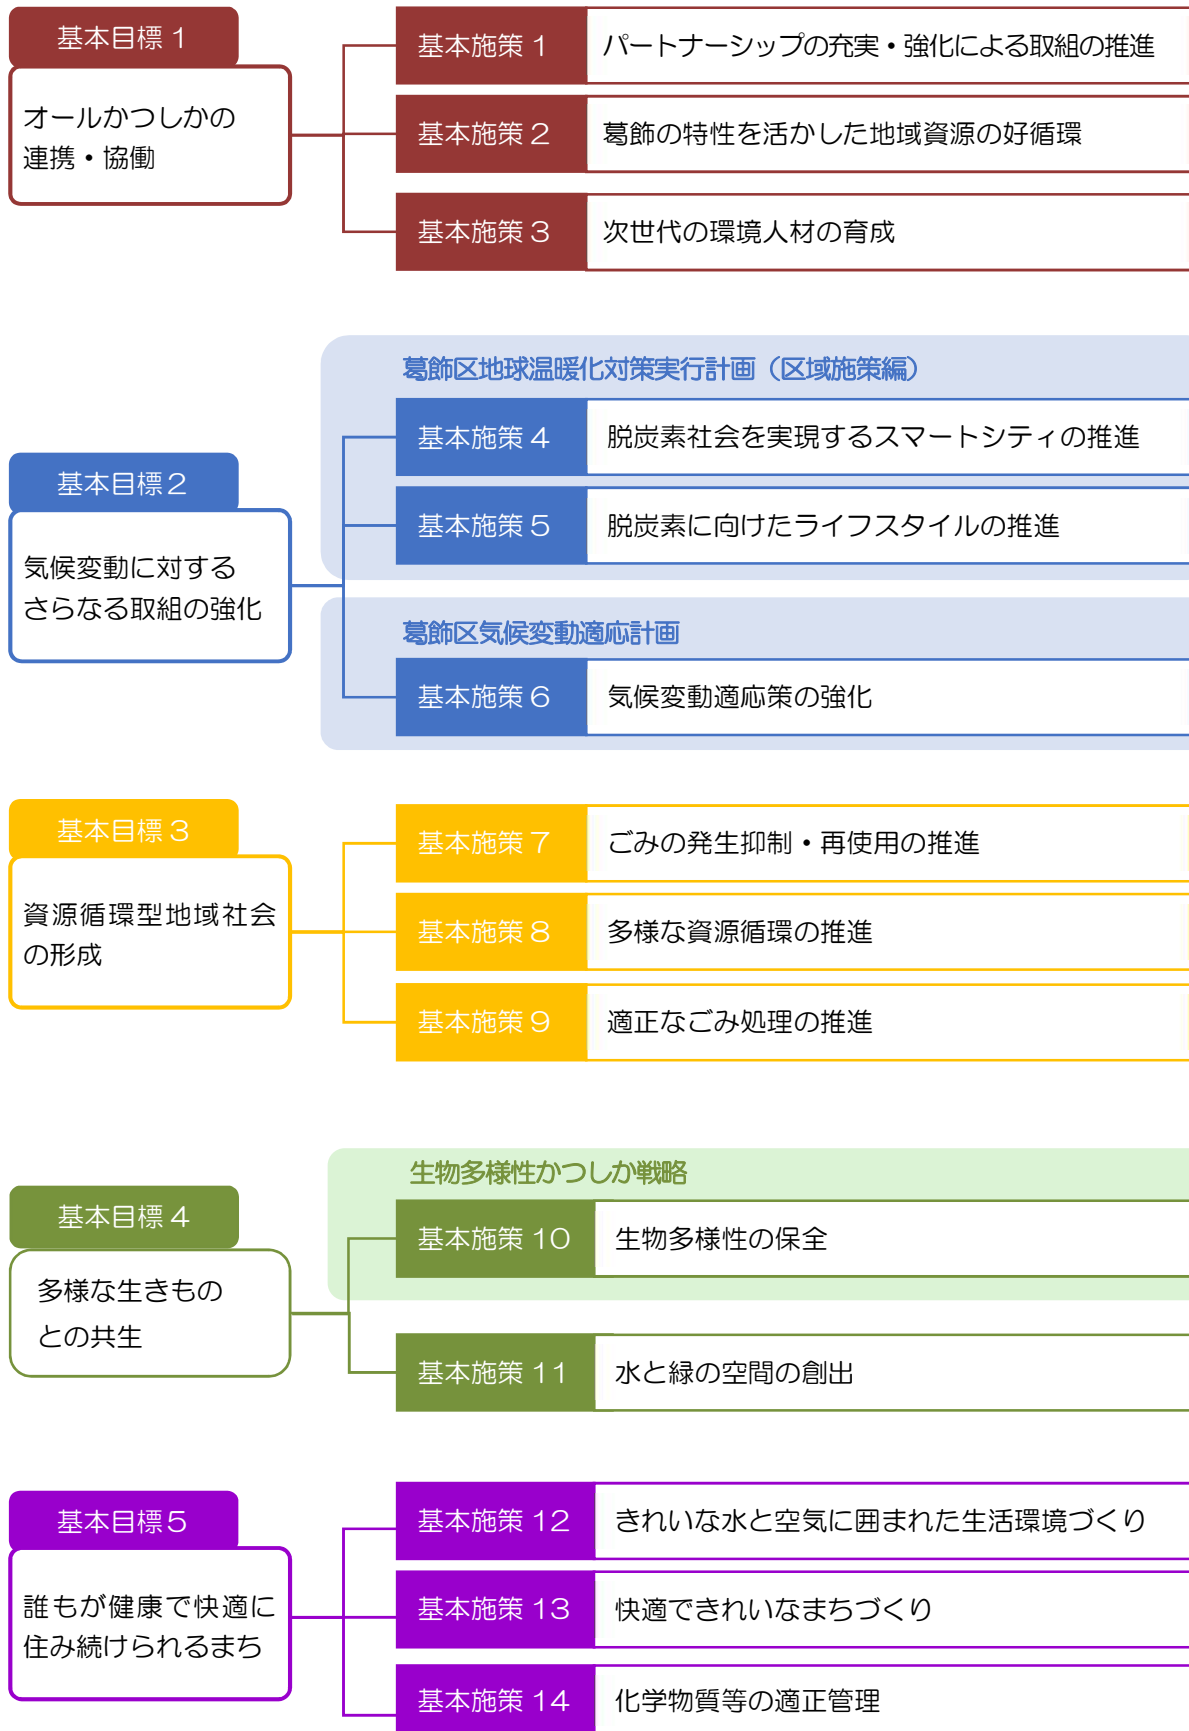 基本目標 1
オールかつしかの
連携・協働
基本施策 1 パートナーシップの充実・強化による取組の推進
基本施策 2 葛飾の特性を活かした地域資源の好循環
基本施策 3 次世代の環境人材の育成
葛飾区地球温暖化対策実行計画（区域施策編）
基本目標 2
気候変動に対する
さらなる取組の強化
基本施策 4 脱炭素社会を実現するスマートシティの推進
基本施策 5 脱炭素に向けたライフスタイルの推進
葛飾区気候変動適応計画
基本施策 6 気候変動適応策の強化
基本目標 3
資源循環型地域社会
の形成
基本施策 7 ごみの発生抑制・再使用の推進
基本施策 8 多様な資源循環の推進
基本施策 9 適正なごみ処理の推進
生物多様性かつしか戦略
基本目標 4
多様な生きもの
との共生
基本施策 10 生物多様性の保全
基本施策 11 水と緑の空間の創出
基本目標 5
誰もが健康で快適に
住み続けられるまち
基本施策 12 きれいな水と空気に囲まれた生活環境づくり
基本施策 13 快適できれいなまちづくり
基本施策 14 化学物質等の適正管理